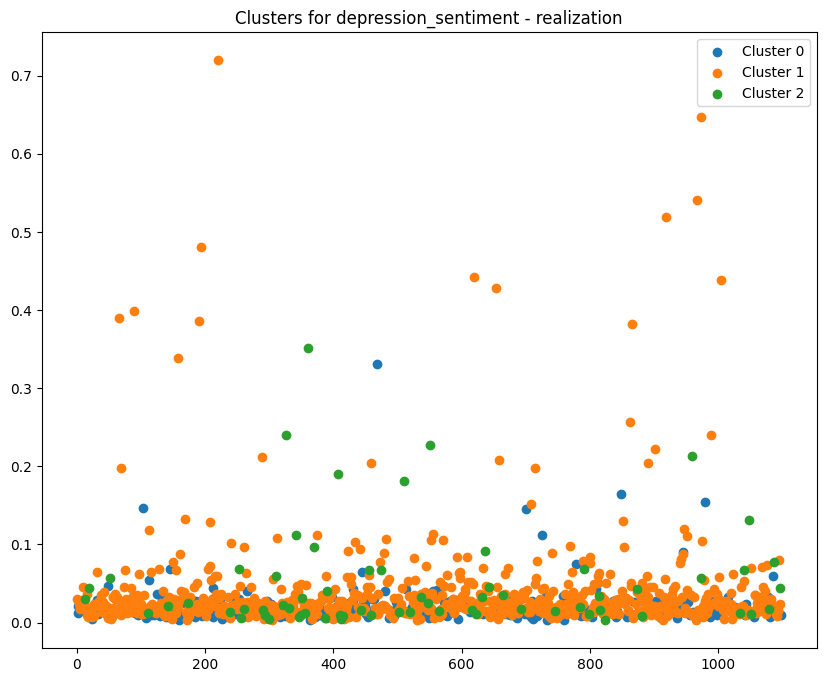 Clusters for depression_sentiment - realization
Cluster 0
Cluster 1
Cluster 2
0.7
0.6
0.5
0.4
0.3
0.2
0.1
0.0
0 200 400 600 800 1000